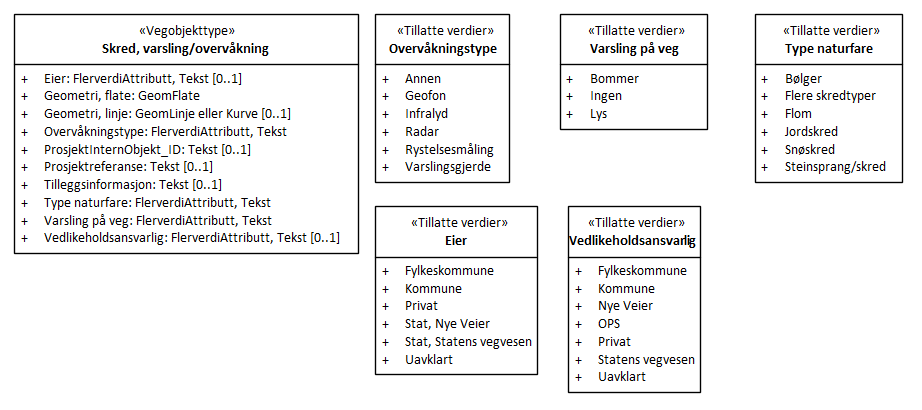 «Vegobjekttype»
Skred, varsling/overvåkning
+ Eier: FlerverdiAttributt, Tekst [0..1]
+ Geometri, flate: GeomFlate
+ Geometri, linje: GeomLinje eller Kurve [0..1]
+ Overvåkningstype: FlerverdiAttributt, Tekst
+ ProsjektInternObjekt_ID: Tekst [0..1]
+ Prosjektreferanse: Tekst [0..1]
+ Tilleggsinformasjon: Tekst [0..1]
+ Type naturfare: FlerverdiAttributt, Tekst
+ Varsling på veg: FlerverdiAttributt, Tekst
+ Vedlikeholdsansvarlig: FlerverdiAttributt, Tekst [0..1]
«Tillatte verdier»
Overvåkningstype
+ Annen
+ Geofon
+ Infralyd
+ Radar
+ Rystelsesmåling
+ Varslingsgjerde
«Tillatte verdier»
Varsling på veg
+ Bommer
+ Ingen
+ Lys
«Tillatte verdier»
Type naturfare
+ Bølger
+ Flere skredtyper
+ Flom
+ Jordskred
+ Snøskred
+ Steinsprang/skred
«Tillatte verdier»
Eier
+ Fylkeskommune
+ Kommune
+ Privat
+ Stat, Nye Veier
+ Stat, Statens vegvesen
+ Uavklart
«Tillatte verdier»
Vedlikeholdsansvarlig
+ Fylkeskommune
+ Kommune
+ Nye Veier
+ OPS
+ Privat
+ Statens vegvesen
+ Uavklart